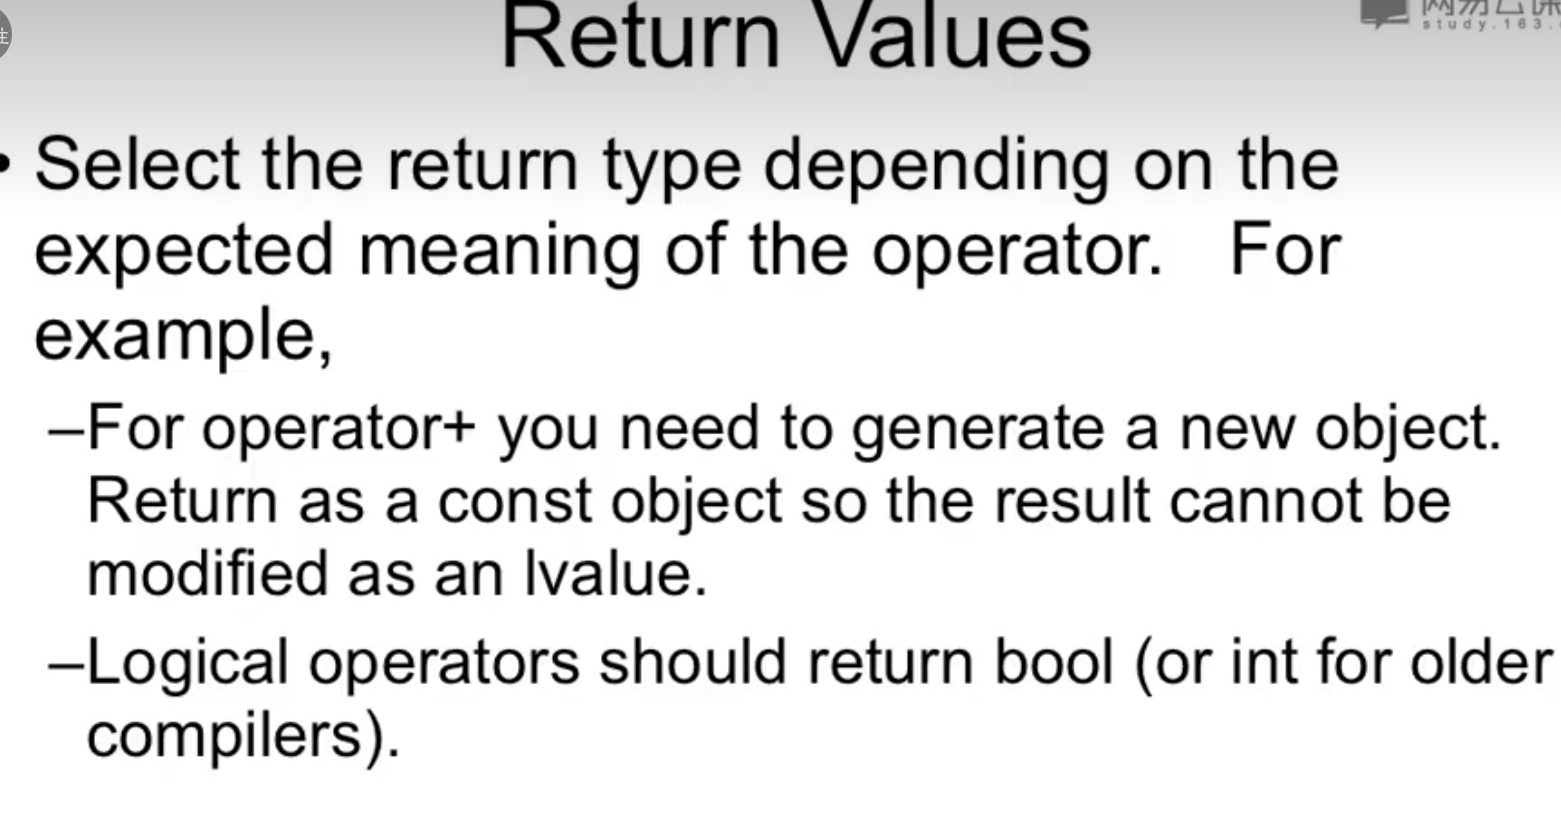 Return Values
• Select the return type depending on the
expected meaning of the operator. For
example,
–For operator+ you need to generate a new object.
Return as a const object so the result cannot be
modified as an lvalue.
–Logical operators should return bool (or int for older
compilers).
study.163.